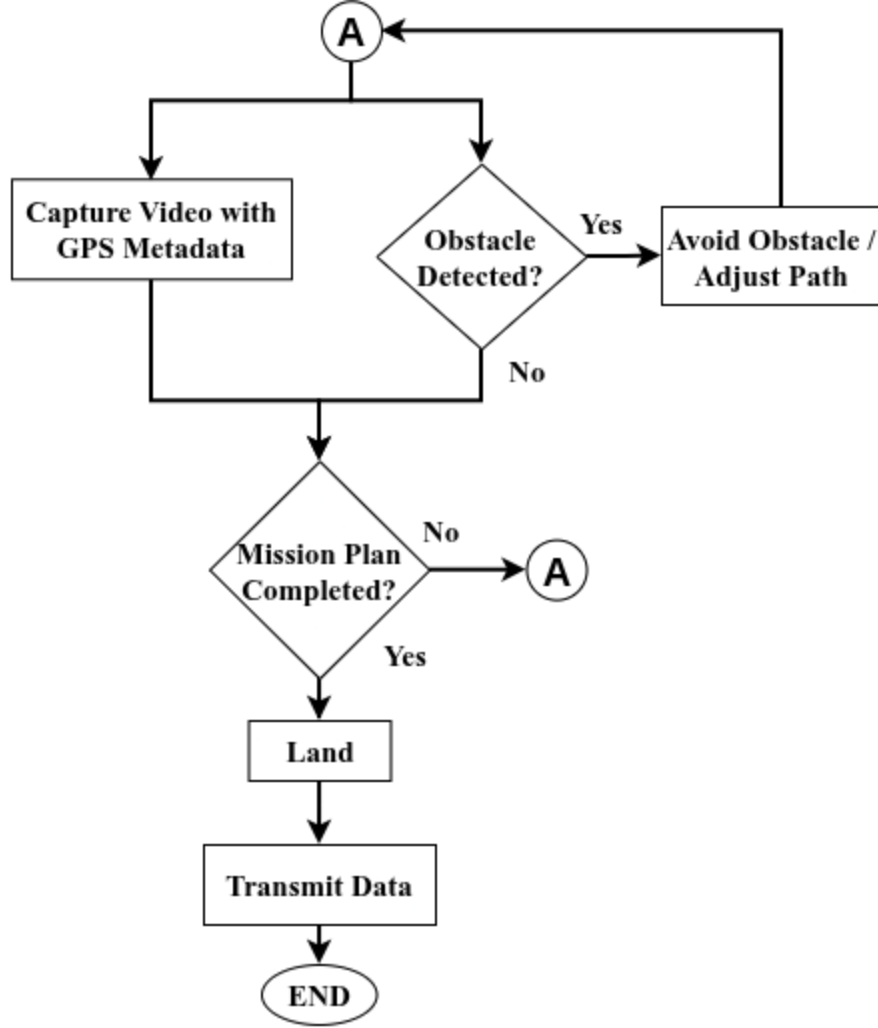 A
Capture Video with
GPS Metadata
Obstacle
Detected?
Yes
Avoid Obstacle /
Adjust Path
No
Mission Plan
Completed?
No
A
Yes
Land
Transmit Data
END